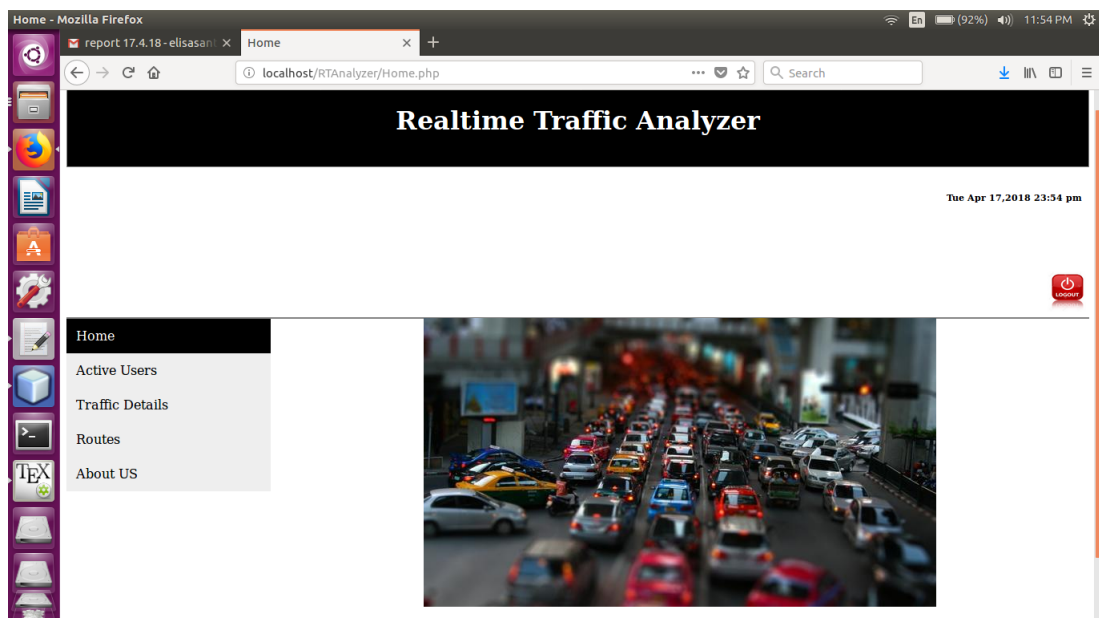 Home - Mozilla Firefox
En (92%) 11:54 PM
report 17.4.18 - elisasant
Home
localhost/RTAnalyzer/Home.php
Search
Realtime Traffic Analyzer
Tue Apr 17,2018 23:54 pm
LOGOUT
Home
Active Users
Traffic Details
Routes
About US
>_
TEX